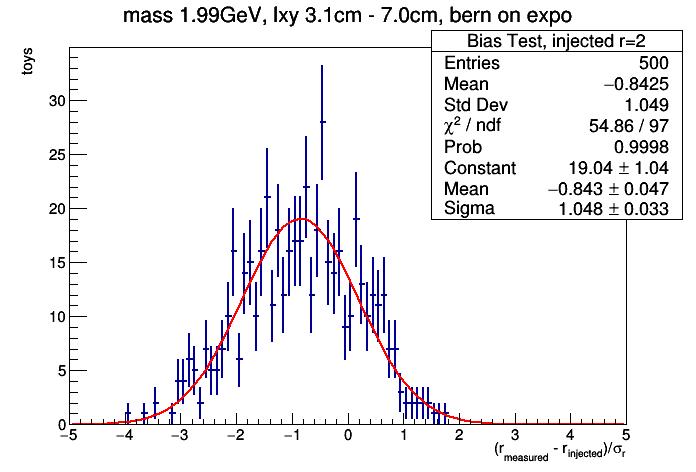 mass 1.99GeV, lxy 3.1cm - 7.0cm, bern on expo
Bias Test, injected r=2
Entries 500
Mean −0.8425
Std Dev 1.049
χ² / ndf 54.86 / 97
Prob 0.9998
Constant 19.04 ± 1.04
Mean −0.843 ± 0.047
Sigma 1.048 ± 0.033
toys
30
25
20
15
10
5
0
−5 −4 −3 −2 −1 0 1 2 3 4 5
(r_measured - r_injected)/σ_r